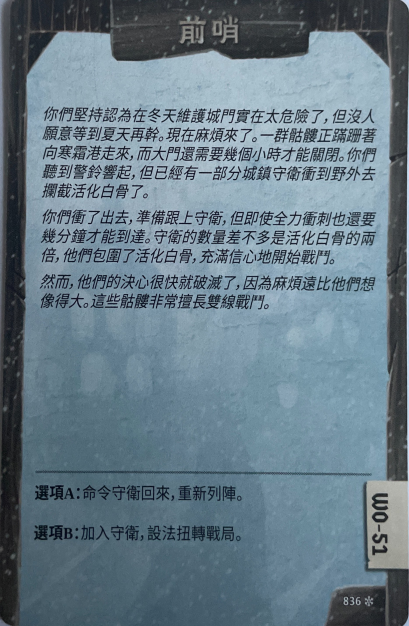 前哨
你們堅持認為在冬天維護城門實在太危險了，但沒人
願意等到夏天再幹。現在麻煩來了。一群骷髏正蹣跚著
向寒霜港走來，而大門還需要幾個小時才能關閉。你們
聽到警鈴響起，但已經有一部分城鎮守衛衝到野外去
攔截活化白骨了。
你們衝了出去，準備跟上守衛，但即使全力衝刺也還要
幾分鐘才能到達。守衛的數量差不多是活化白骨的兩
倍，他們包圍了活化白骨，充滿信心地開始戰鬥。
然而，他們的決心很快就破滅了，因為麻煩遠比他們想
像得大。這些骷髏非常擅長雙線戰鬥。
選項A：命令守衛回來，重新列陣。
選項B：加入守衛，設法扭轉戰局。
WO-51
836